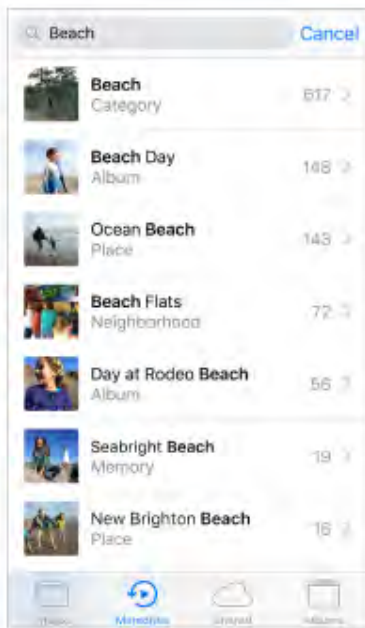 Beach
Cancel
Beach
Category
617
Beach Day
Album
148
Ocean Beach
Place
143
Beach Flats
Neighborhood
72
Day at Rodeo Beach
Album
56
Seabright Beach
Memory
19
New Brighton Beach
Place
16
Memories
Shared
Albums